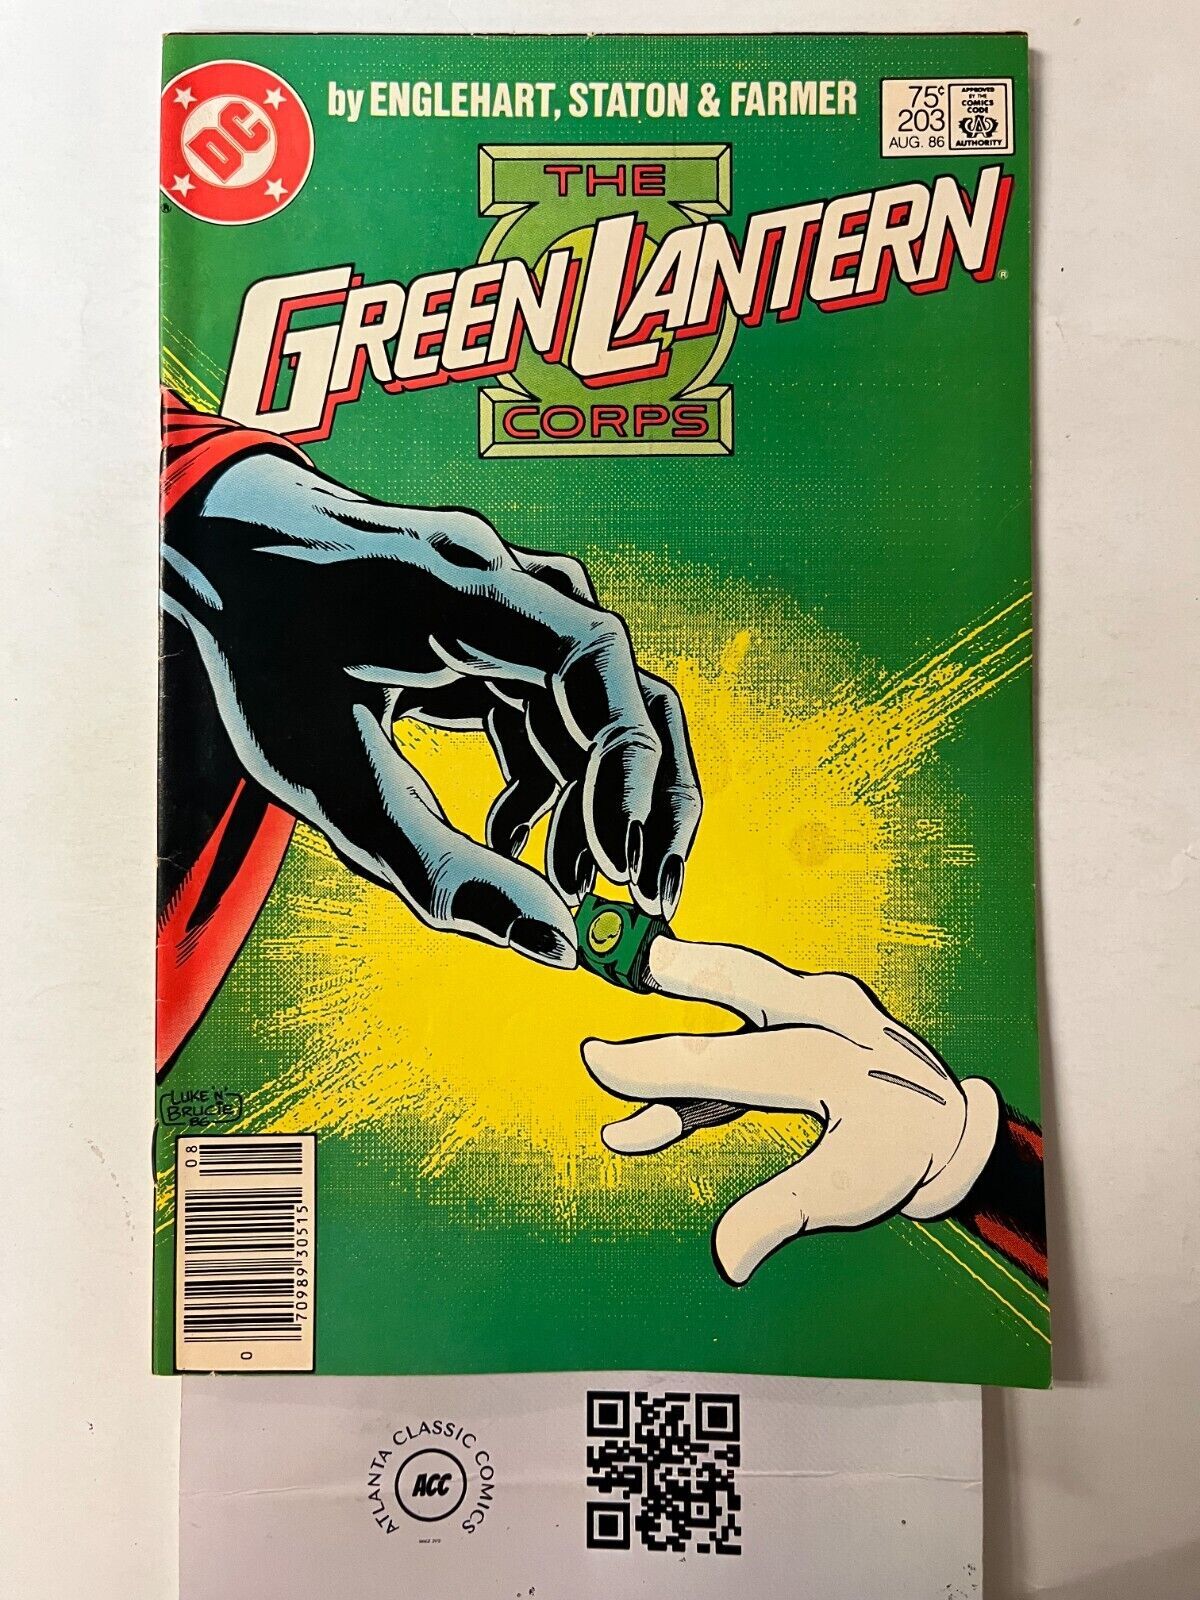 DC
by ENGLEHART, STATON & FARMER
75¢
203
AUG. 86
APPROVED
BY THE
COMICS
CODE
CA
AUTHORITY
THE
GREEN LANTERN
CORPS
LUKE "N"
BRUCIE
86
08
70989 30515
0
ATLANTA CLASSIC COMICS
ACC